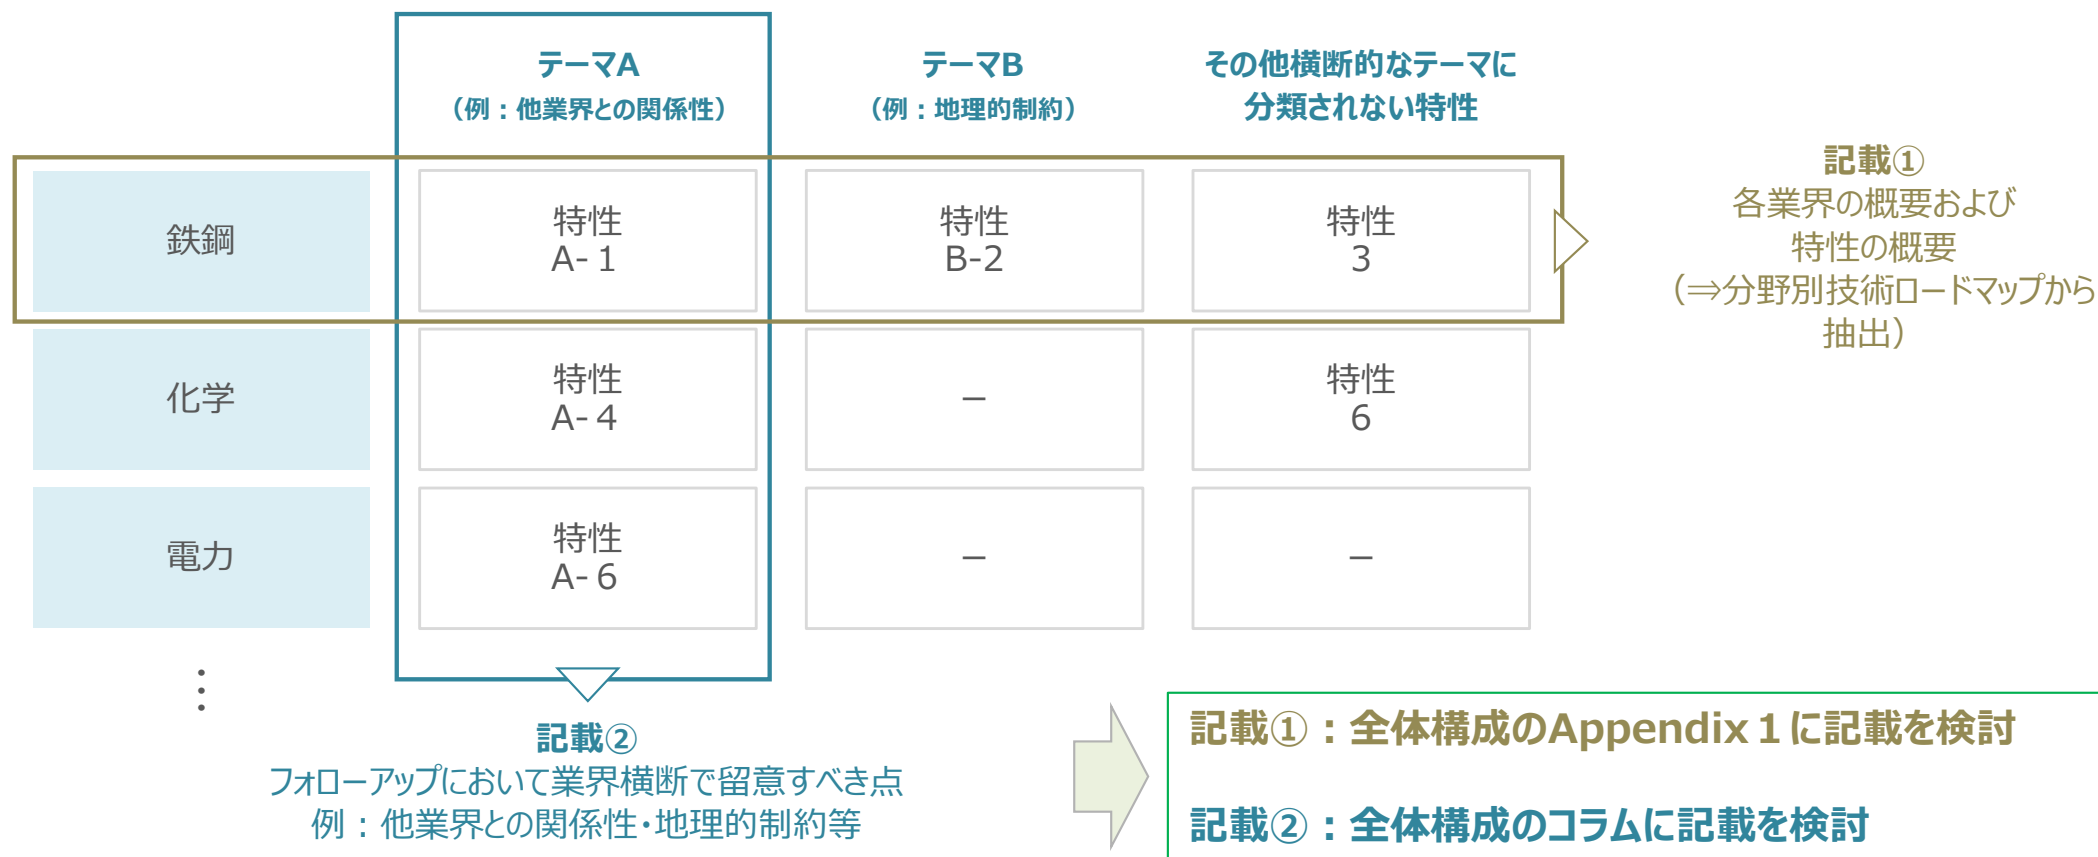 テーマA
（例：他業界との関係性）
テーマB
（例：地理的制約）
その他横断的なテーマに
分類されない特性
鉄鋼
特性
A-１
特性
B-2
特性
3
記載①
各業界の概要および
特性の概要
（⇒分野別技術ロードマップから
抽出）
化学
特性
A-４
–
特性
6
電力
特性
A-６
–
–
⋮
記載②
フォローアップにおいて業界横断で留意すべき点
例：他業界との関係性・地理的制約等
記載①：全体構成のAppendix１に記載を検討
記載②：全体構成のコラムに記載を検討